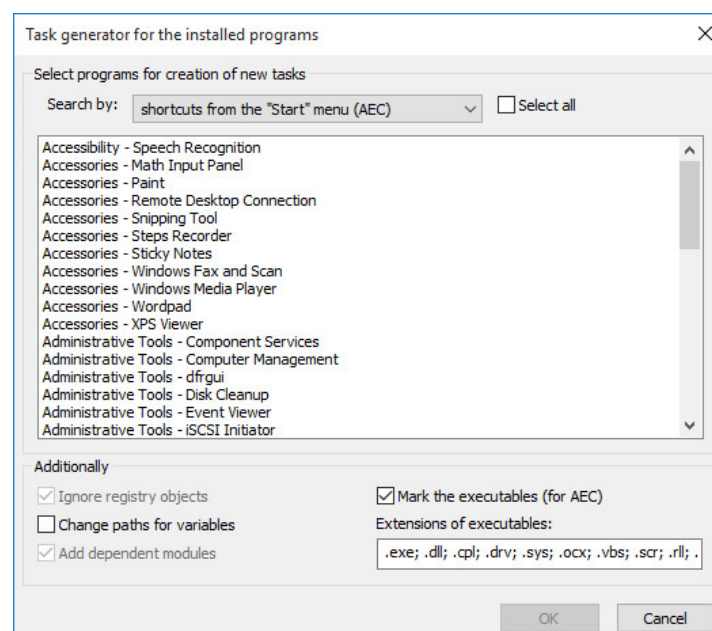 Task generator for the installed programs
Select programs for creation of new tasks
Search by: shortcuts from the "Start" menu (AEC) Select all
Accessibility - Speech Recognition
Accessories - Math Input Panel
Accessories - Paint
Accessories - Remote Desktop Connection
Accessories - Snipping Tool
Accessories - Steps Recorder
Accessories - Sticky Notes
Accessories - Windows Fax and Scan
Accessories - Windows Media Player
Accessories - Wordpad
Accessories - XPS Viewer
Administrative Tools - Component Services
Administrative Tools - Computer Management
Administrative Tools - dfrgui
Administrative Tools - Disk Cleanup
Administrative Tools - Event Viewer
Administrative Tools - iSCSI Initiator
Additionally
Ignore registry objects
Change paths for variables
Add dependent modules
Mark the executables (for AEC)
Extensions of executables:
.exe; .dll; .cpl; .drv; .sys; .ocx; .vbs; .scr; .rll; .
OK Cancel